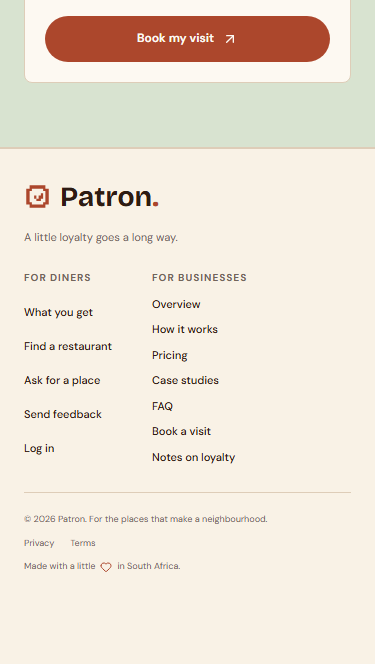 Book my visit
Patron.
A little loyalty goes a long way.
FOR DINERS
What you get
Find a restaurant
Ask for a place
Send feedback
Log in
FOR BUSINESSES
Overview
How it works
Pricing
Case studies
FAQ
Book a visit
Notes on loyalty
© 2026 Patron. For the places that make a neighbourhood.
Privacy Terms
Made with a little in South Africa.